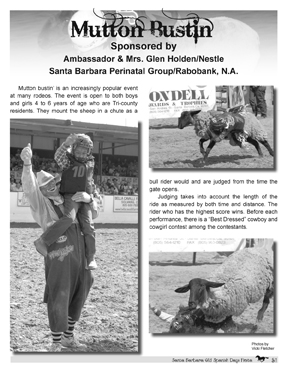 Mutton Bustin
Sponsored by
Ambassador & Mrs. Glen Holden/Nestle
Santa Barbara Perinatal Group/Rabobank, N.A.
Mutton bustin' is an increasingly popular event
at many rodeos. The event is open to both boys
and girls 4 to 6 years of age who are Tri-county
residents. They mount the sheep in a chute as a
ONDELL
& TROPHIES
10
bull rider would and are judged from the time the
gate opens.
Judging takes into account the length of the
ride as measured by both time and distance. The
rider who has the highest score wins. Before each
performance, there is a "Best Dressed" cowboy and
cowgirl contest among the contestants.
Photos by
Vicki Fletcher
Santa Barbara Old Spanish Days Fiesta